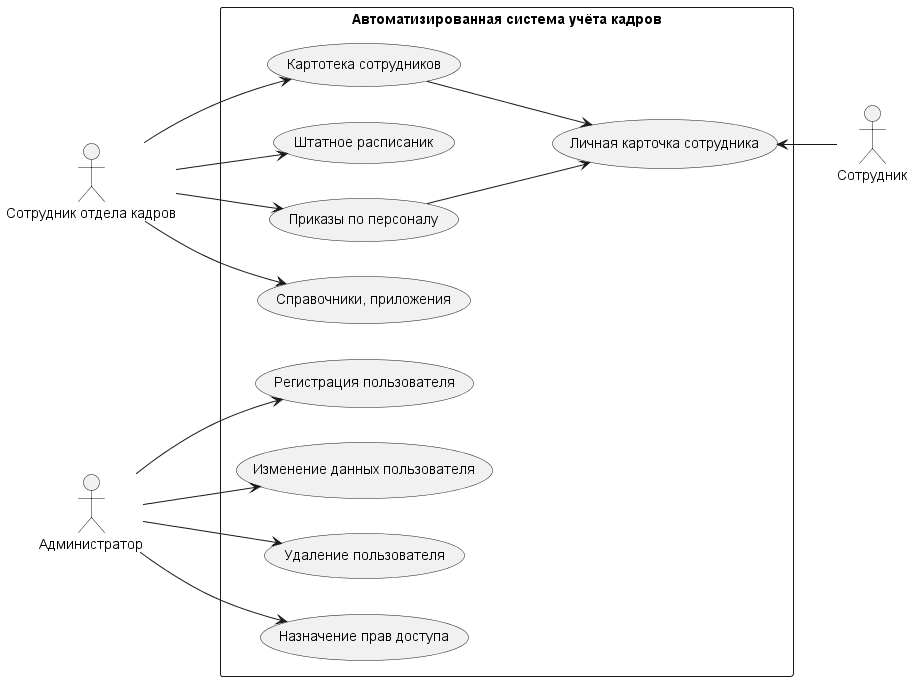 Автоматизированная система учёта кадров
Картотека сотрудников
Штатное расписаник
Личная карточка сотрудника
Сотрудник
Сотрудник отдела кадров
Приказы по персоналу
Справочники, приложения
Регистрация пользователя
Изменение данных пользователя
Администратор
Удаление пользователя
Назначение прав доступа